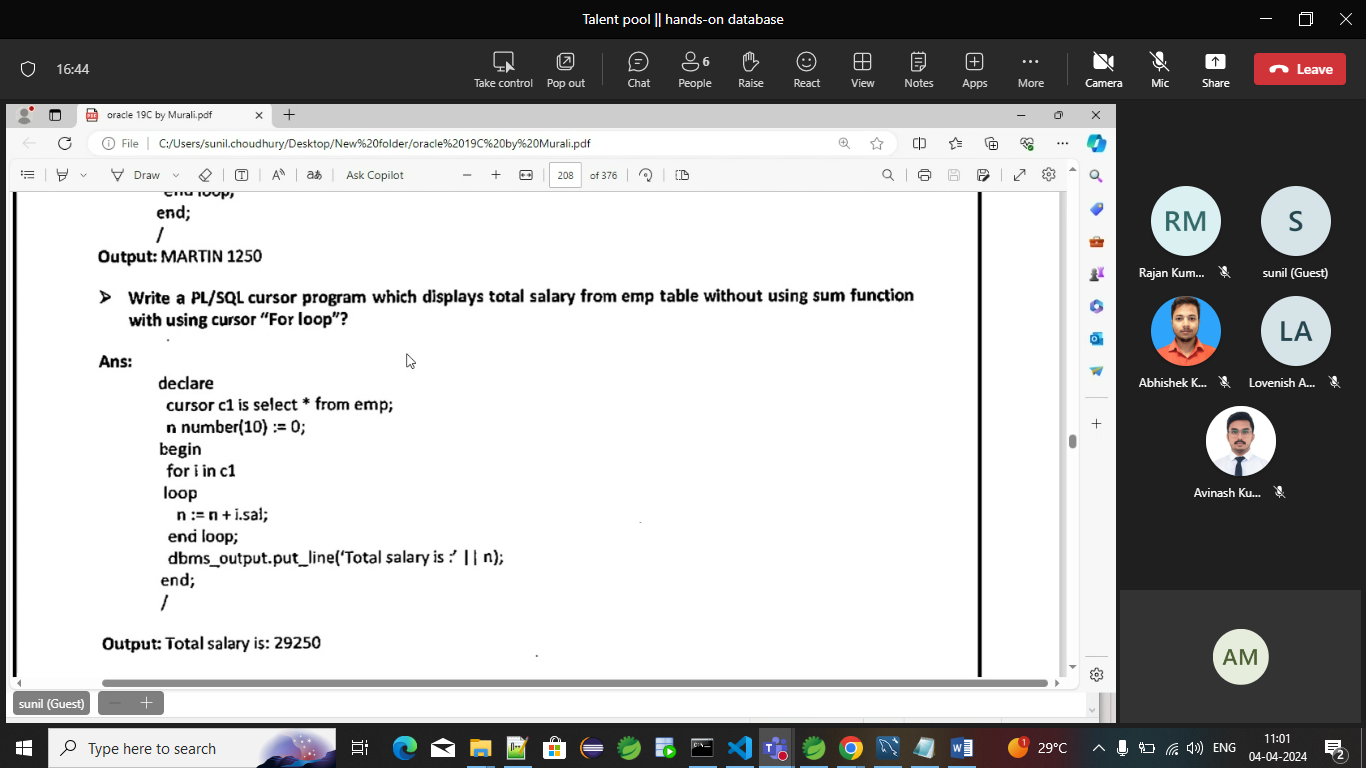 Talent pool || hands-on database
16:44
Take control
Pop out
Chat
6
People
Raise
React
View
Notes
Apps
More
Camera
Mic
Share
Leave
oracle 19C by Murali.pdf
File
C:/Users/sunil.choudhury/Desktop/New%20folder/oracle%2019C%20by%20Murali.pdf
Draw
aあ
Ask Copilot
208
of 376
end loop;
end;
/
Output: MARTIN 1250
➤ Write a PL/SQL cursor program which displays total salary from emp table without using sum function
with using cursor “For loop”?
Ans:
declare
cursor c1 is select * from emp;
n number(10) := 0;
begin
for i in c1
loop
n := n + i.sal;
end loop;
dbms_output.put_line(‘Total salary is :’ || n);
end;
/
Output: Total salary is: 29250
sunil (Guest)
RM
Rajan Kum...
S
sunil (Guest)
Abhishek K...
LA
Lovenish A...
Avinash Ku...
AM
Type here to search
29°C
ENG
11:01
04-04-2024
2